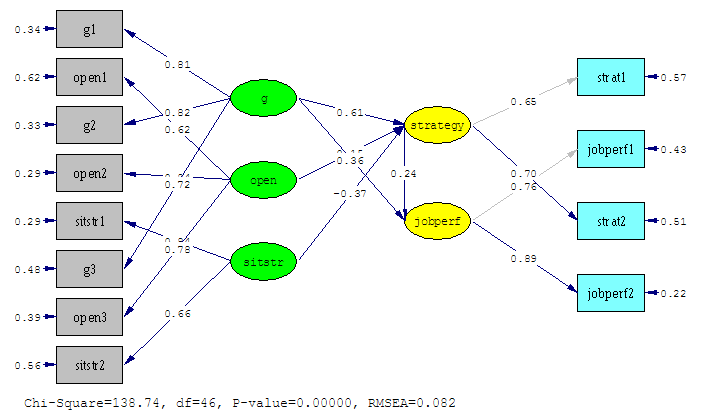 0.34 g1
0.62 open1
0.33 g2
0.29 open2
0.29 sitstr1
0.48 g3
0.39 open3
0.56 sitstr2
0.81
0.82
0.62
0.72
0.78
0.66
g
open
sitstr
0.61
0.36
-0.37
0.24
strategy
jobperf
0.65
0.70
0.76
0.89
strat1 0.57
jobperf1 0.43
strat2 0.51
jobperf2 0.22
Chi-Square=138.74, df=46, P-value=0.00000, RMSEA=0.082